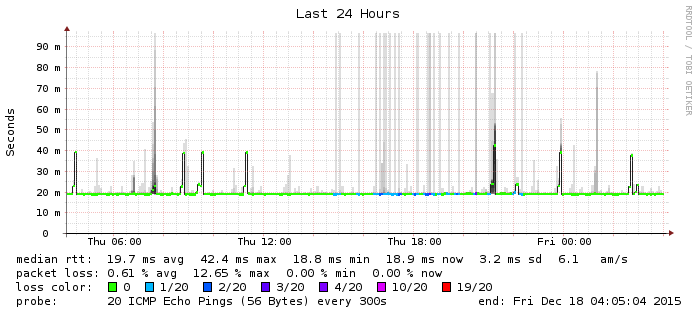 Last 24 Hours
RRDTOOL / TOBI OETIKER
Seconds
90 m
80 m
70 m
60 m
50 m
40 m
30 m
20 m
10 m
0
Thu 06:00 Thu 12:00 Thu 18:00 Fri 00:00
median rtt: 19.7 ms avg 42.4 ms max 18.8 ms min 18.9 ms now 3.2 ms sd 6.1 am/s
packet loss: 0.61 % avg 12.65 % max 0.00 % min 0.00 % now
loss color: 0 1/20 2/20 3/20 4/20 10/20 19/20
probe: 20 ICMP Echo Pings (56 Bytes) every 300s end: Fri Dec 18 04:05:04 2015